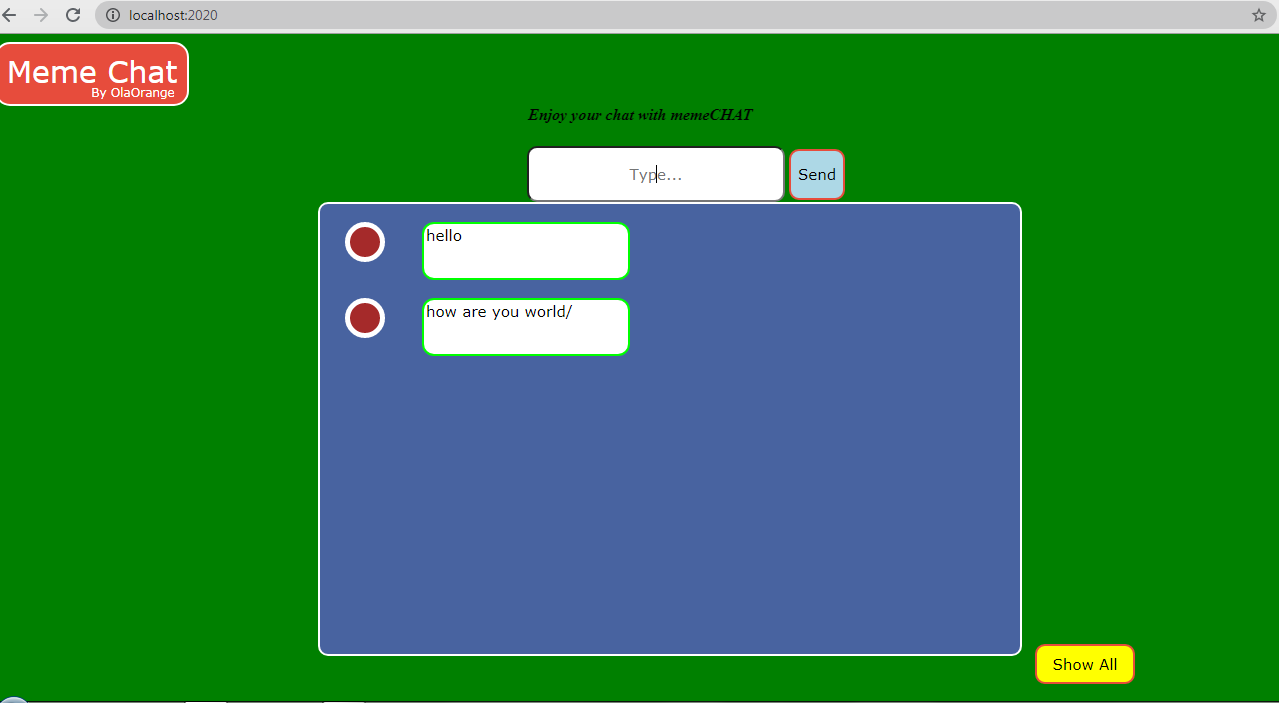 localhost:2020
Meme Chat
By OlaOrange
Enjoy your chat with memeCHAT
Type...
Send
hello
how are you world/
Show All